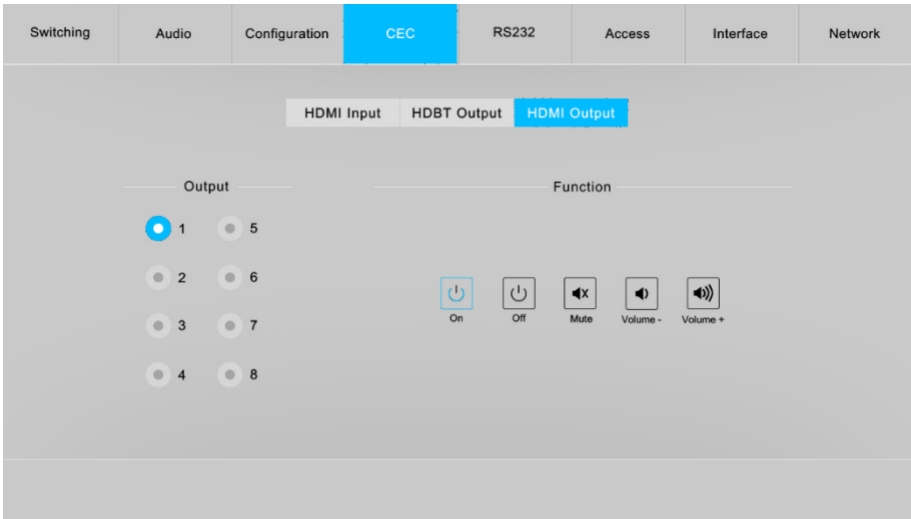 Switching Audio Configuration CEC RS232 Access Interface Network
HDMI Input HDBT Output HDMI Output
Output Function
1 5
2 6
3 7
4 8
On Off Mute Volume - Volume +